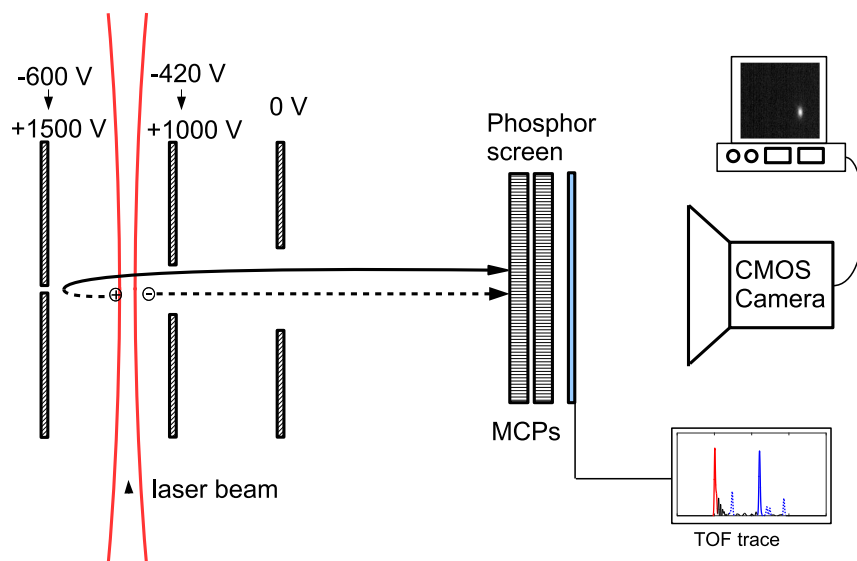 -600 V
+1500 V
-420 V
+1000 V
0 V
Phosphor
screen
+
-
CMOS
Camera
MCPs
laser beam
TOF trace